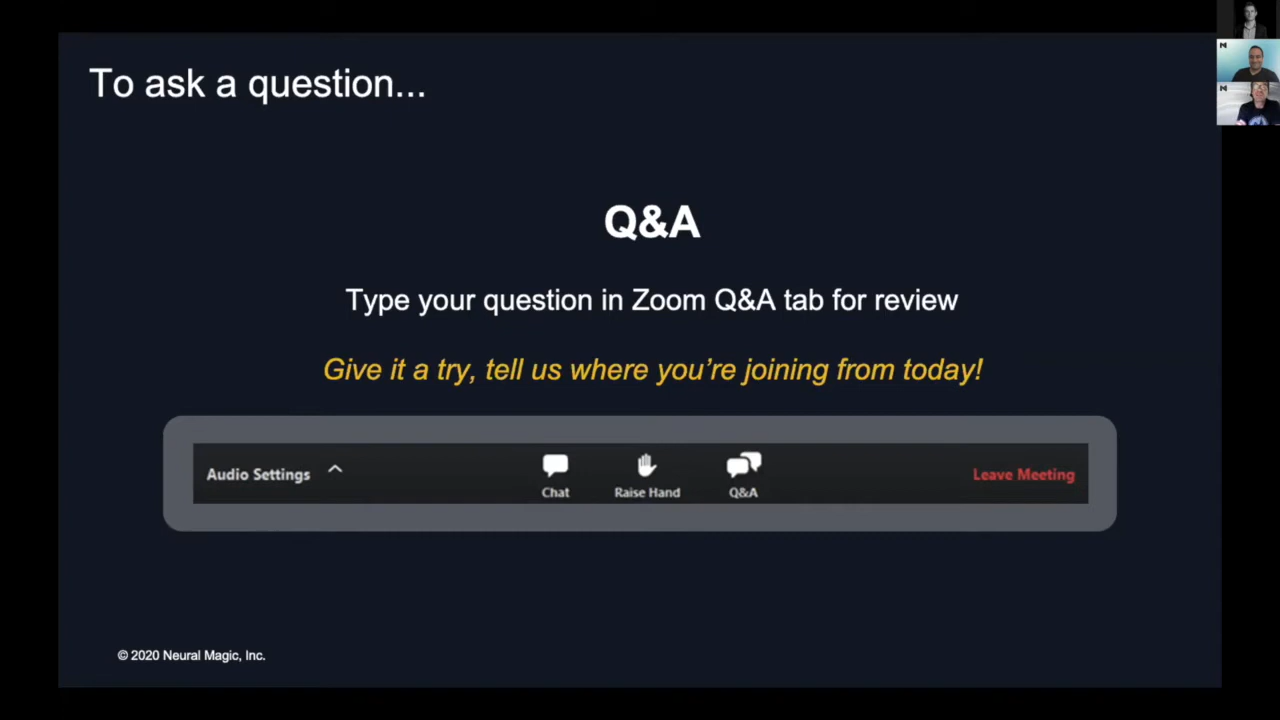 To ask a question...
Q&A
Type your question in Zoom Q&A tab for review
Give it a try, tell us where you're joining from today!
Audio Settings
Chat
Raise Hand
Q&A
Leave Meeting
© 2020 Neural Magic, Inc.